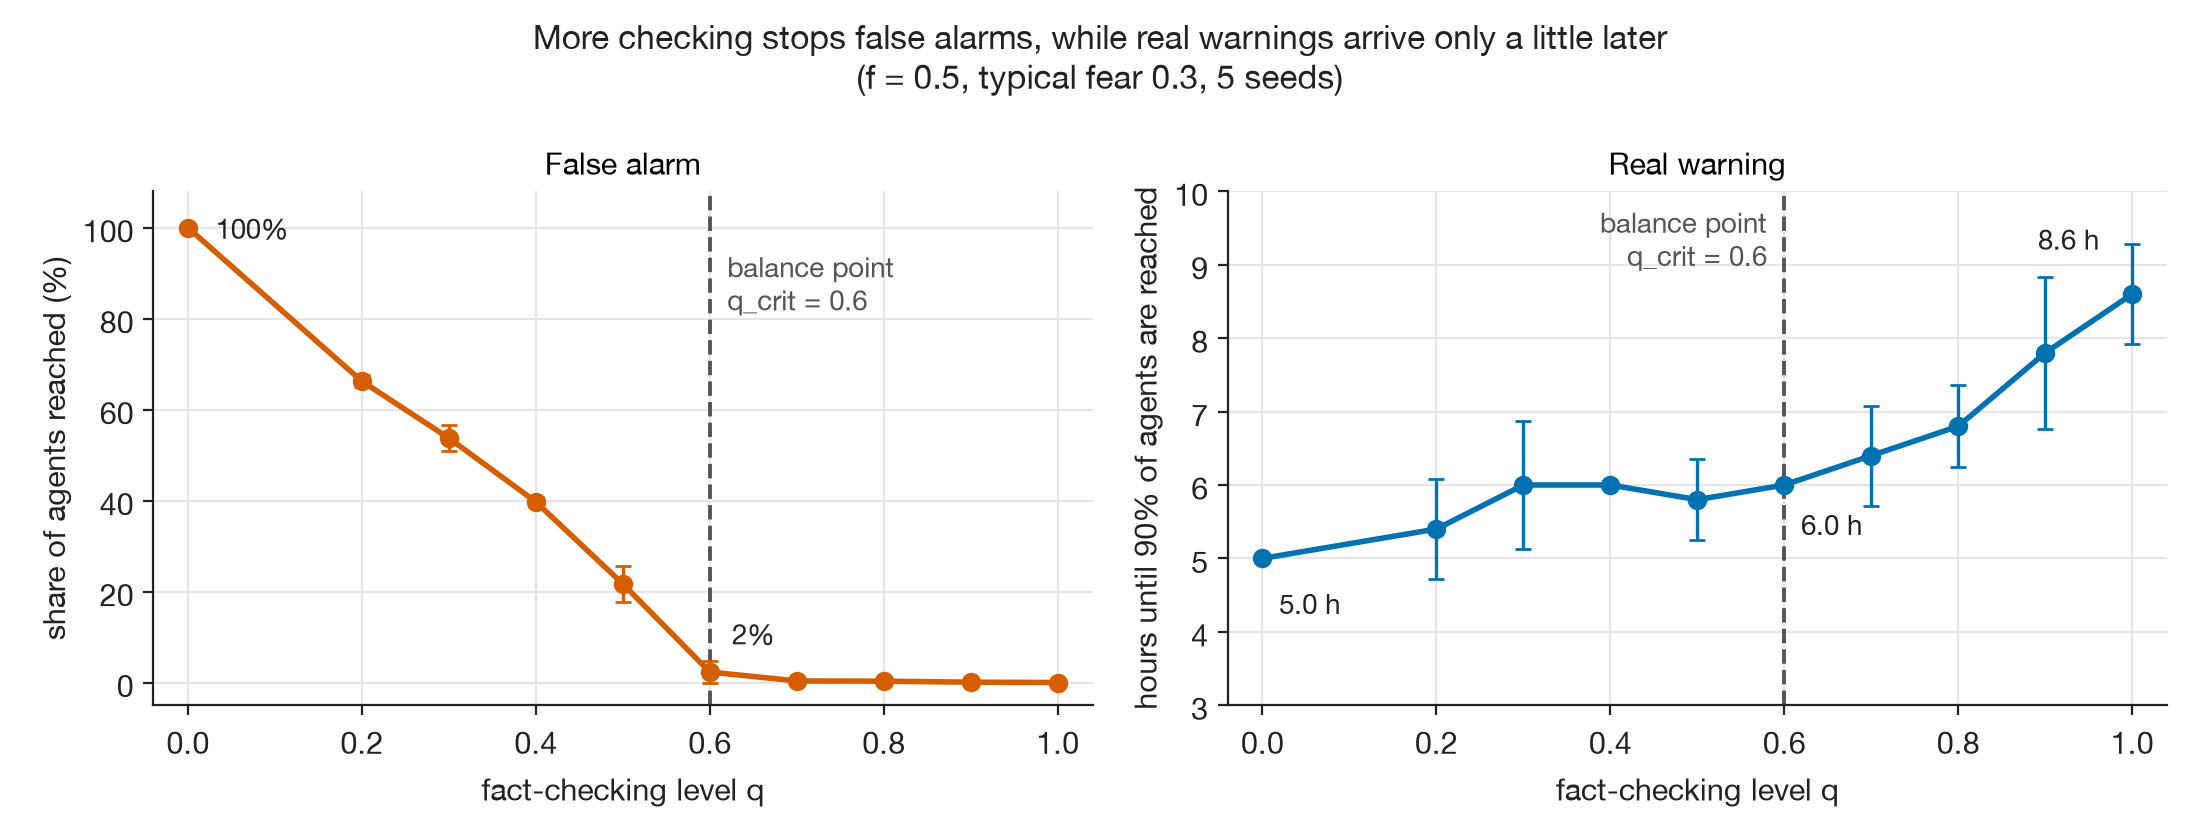 More checking stops false alarms, while real warnings arrive only a little later
(f = 0.5, typical fear 0.3, 5 seeds)
False alarm
share of agents reached (%)
100
80
60
40
20
0
100%
balance point
q_crit = 0.6
2%
0.0 0.2 0.4 0.6 0.8 1.0
fact-checking level q
Real warning
hours until 90% of agents are reached
10
9
8
7
6
5
4
3
balance point
q_crit = 0.6
8.6 h
6.0 h
5.0 h
0.0 0.2 0.4 0.6 0.8 1.0
fact-checking level q